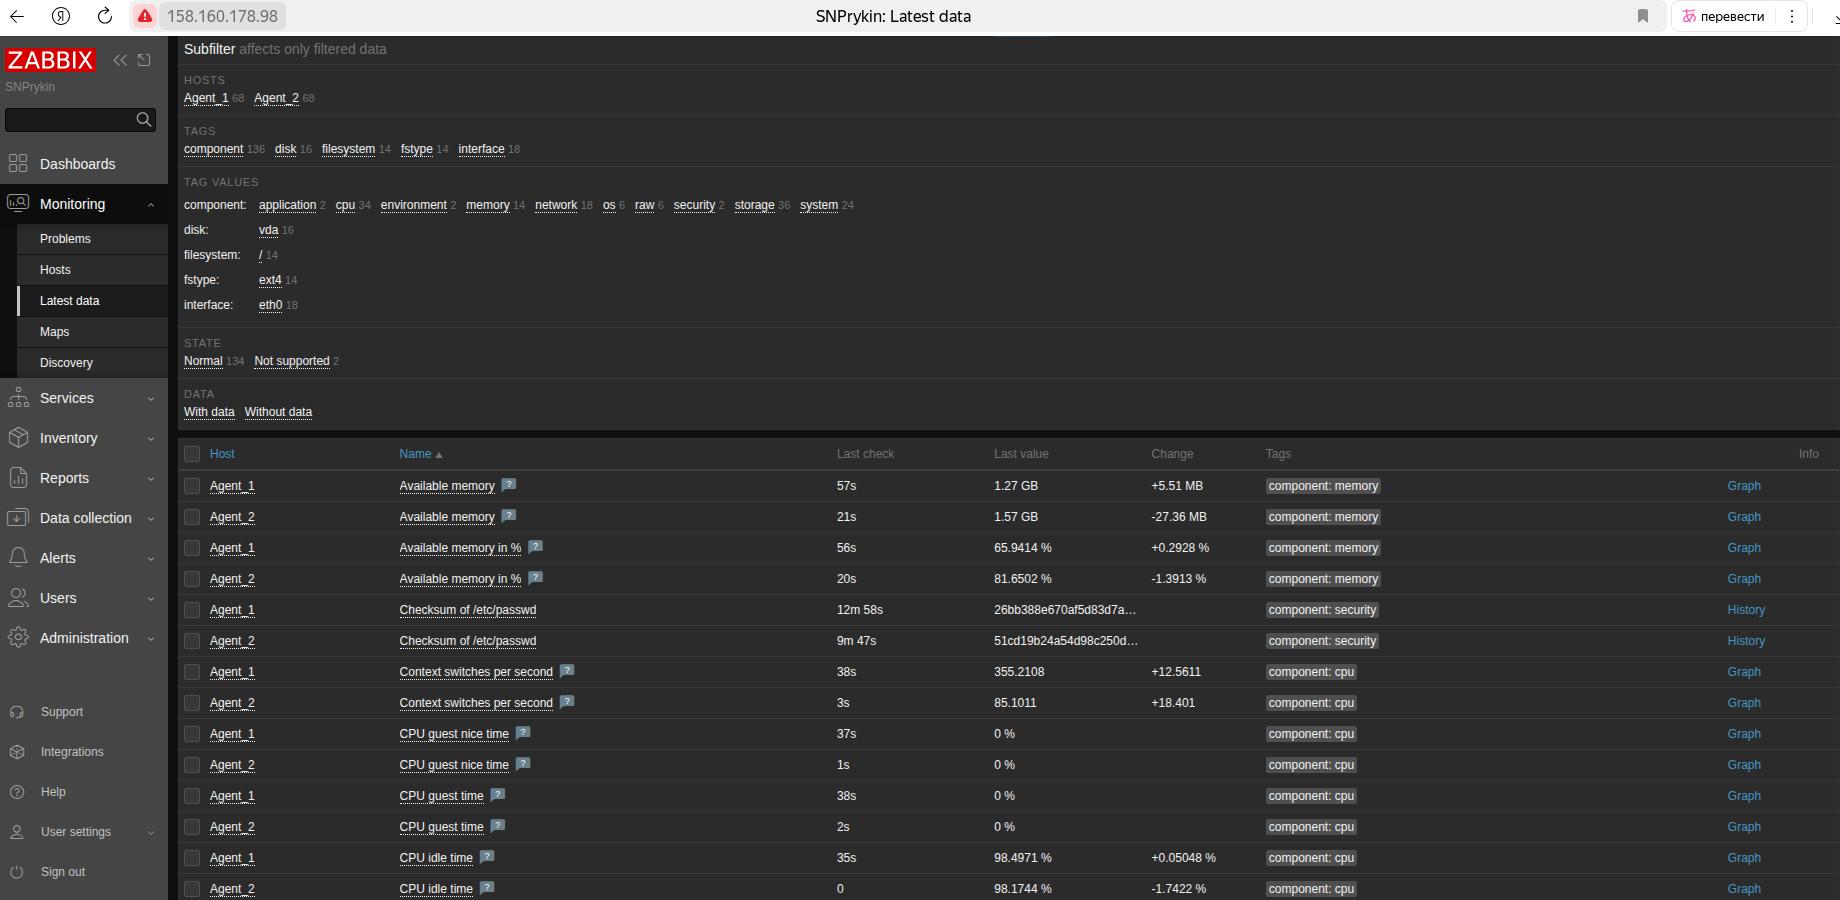 158.160.178.98
SNPrykin: Latest data
перевести
ZABBIX
SNPrykin
Dashboards
Monitoring
Problems
Hosts
Latest data
Maps
Discovery
Services
Inventory
Reports
Data collection
Alerts
Users
Administration
Support
Integrations
Help
User settings
Sign out
Subfilter affects only filtered data
HOSTS
Agent_1 68 Agent_2 68
TAGS
component 136 disk 16 filesystem 14 fstype 14 interface 18
TAG VALUES
component: application 2 cpu 34 environment 2 memory 14 network 18 os 6 raw 6 security 2 storage 36 system 24
disk: vda 16
filesystem: / 14
fstype: ext4 14
interface: eth0 18
STATE
Normal 134 Not supported 2
DATA
With data Without data
Host Name Last check Last value Change Tags Info
Agent_1 Available memory ? 57s 1.27 GB +5.51 MB component: memory Graph
Agent_2 Available memory ? 21s 1.57 GB -27.36 MB component: memory Graph
Agent_1 Available memory in % ? 56s 65.9414 % +0.2928 % component: memory Graph
Agent_2 Available memory in % ? 20s 81.6502 % -1.3913 % component: memory Graph
Agent_1 Checksum of /etc/passwd 12m 58s 26bb388e670af5d83d7a... component: security History
Agent_2 Checksum of /etc/passwd 9m 47s 51cd19b24a54d98c250d... component: security History
Agent_1 Context switches per second ? 38s 355.2108 +12.5611 component: cpu Graph
Agent_2 Context switches per second ? 3s 85.1011 +18.401 component: cpu Graph
Agent_1 CPU guest nice time ? 37s 0 % component: cpu Graph
Agent_2 CPU guest nice time ? 1s 0 % component: cpu Graph
Agent_1 CPU guest time ? 38s 0 % component: cpu Graph
Agent_2 CPU guest time ? 2s 0 % component: cpu Graph
Agent_1 CPU idle time ? 35s 98.4971 % +0.05048 % component: cpu Graph
Agent_2 CPU idle time ? 0 98.1744 % -1.7422 % component: cpu Graph